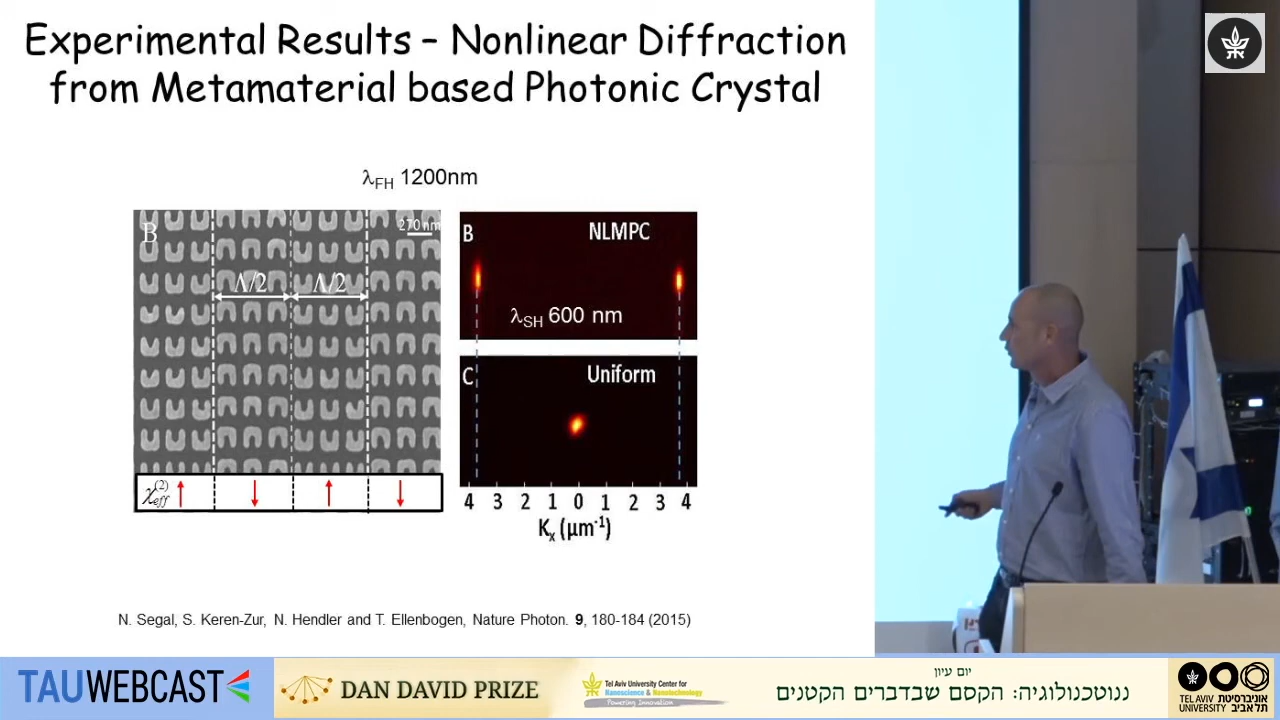 Experimental Results – Nonlinear Diffraction
from Metamaterial based Photonic Crystal
λFH 1200nm
B
270 nm
Λ/2
Λ/2
χ(2)eff
B
NLMPC
λSH 600 nm
C
Uniform
4 3 2 1 0 1 2 3 4
Kx (µm-1)
N. Segal, S. Keren-Zur, N. Hendler and T. Ellenbogen, Nature Photon. 9, 180-184 (2015)
TAUWEBCAST
DAN DAVID PRIZE
Tel Aviv University Center for
Nanoscience & Nanotechnology
Powering Innovation
יום עיון
ננוטכנולוגיה: הקסם שבדברים הקטנים
TEL AVIV
UNIVERSITY
אוניברסיטת
תל אביב